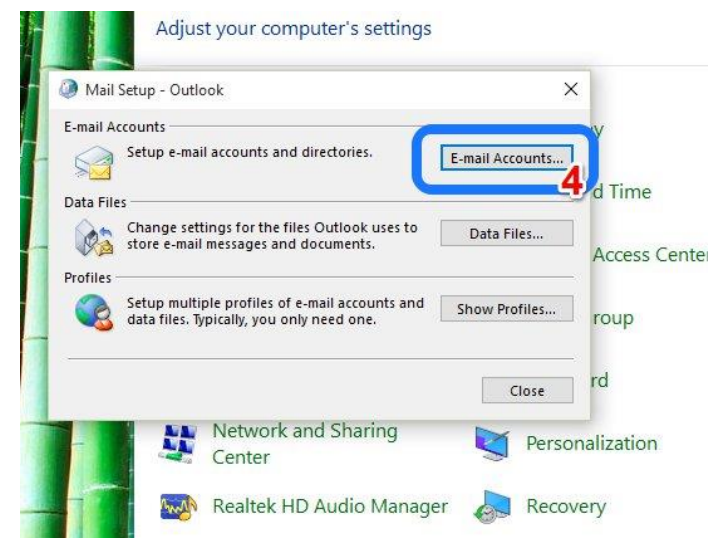 Adjust your computer's settings
Mail Setup - Outlook
E-mail Accounts
Setup e-mail accounts and directories.
E-mail Accounts...
4
Data Files
Change settings for the files Outlook uses to
store e-mail messages and documents.
Data Files...
Profiles
Setup multiple profiles of e-mail accounts and
data files. Typically, you only need one.
Show Profiles...
Close
d Time
Access Center
roup
rd
Network and Sharing
Center
Personalization
Realtek HD Audio Manager
Recovery